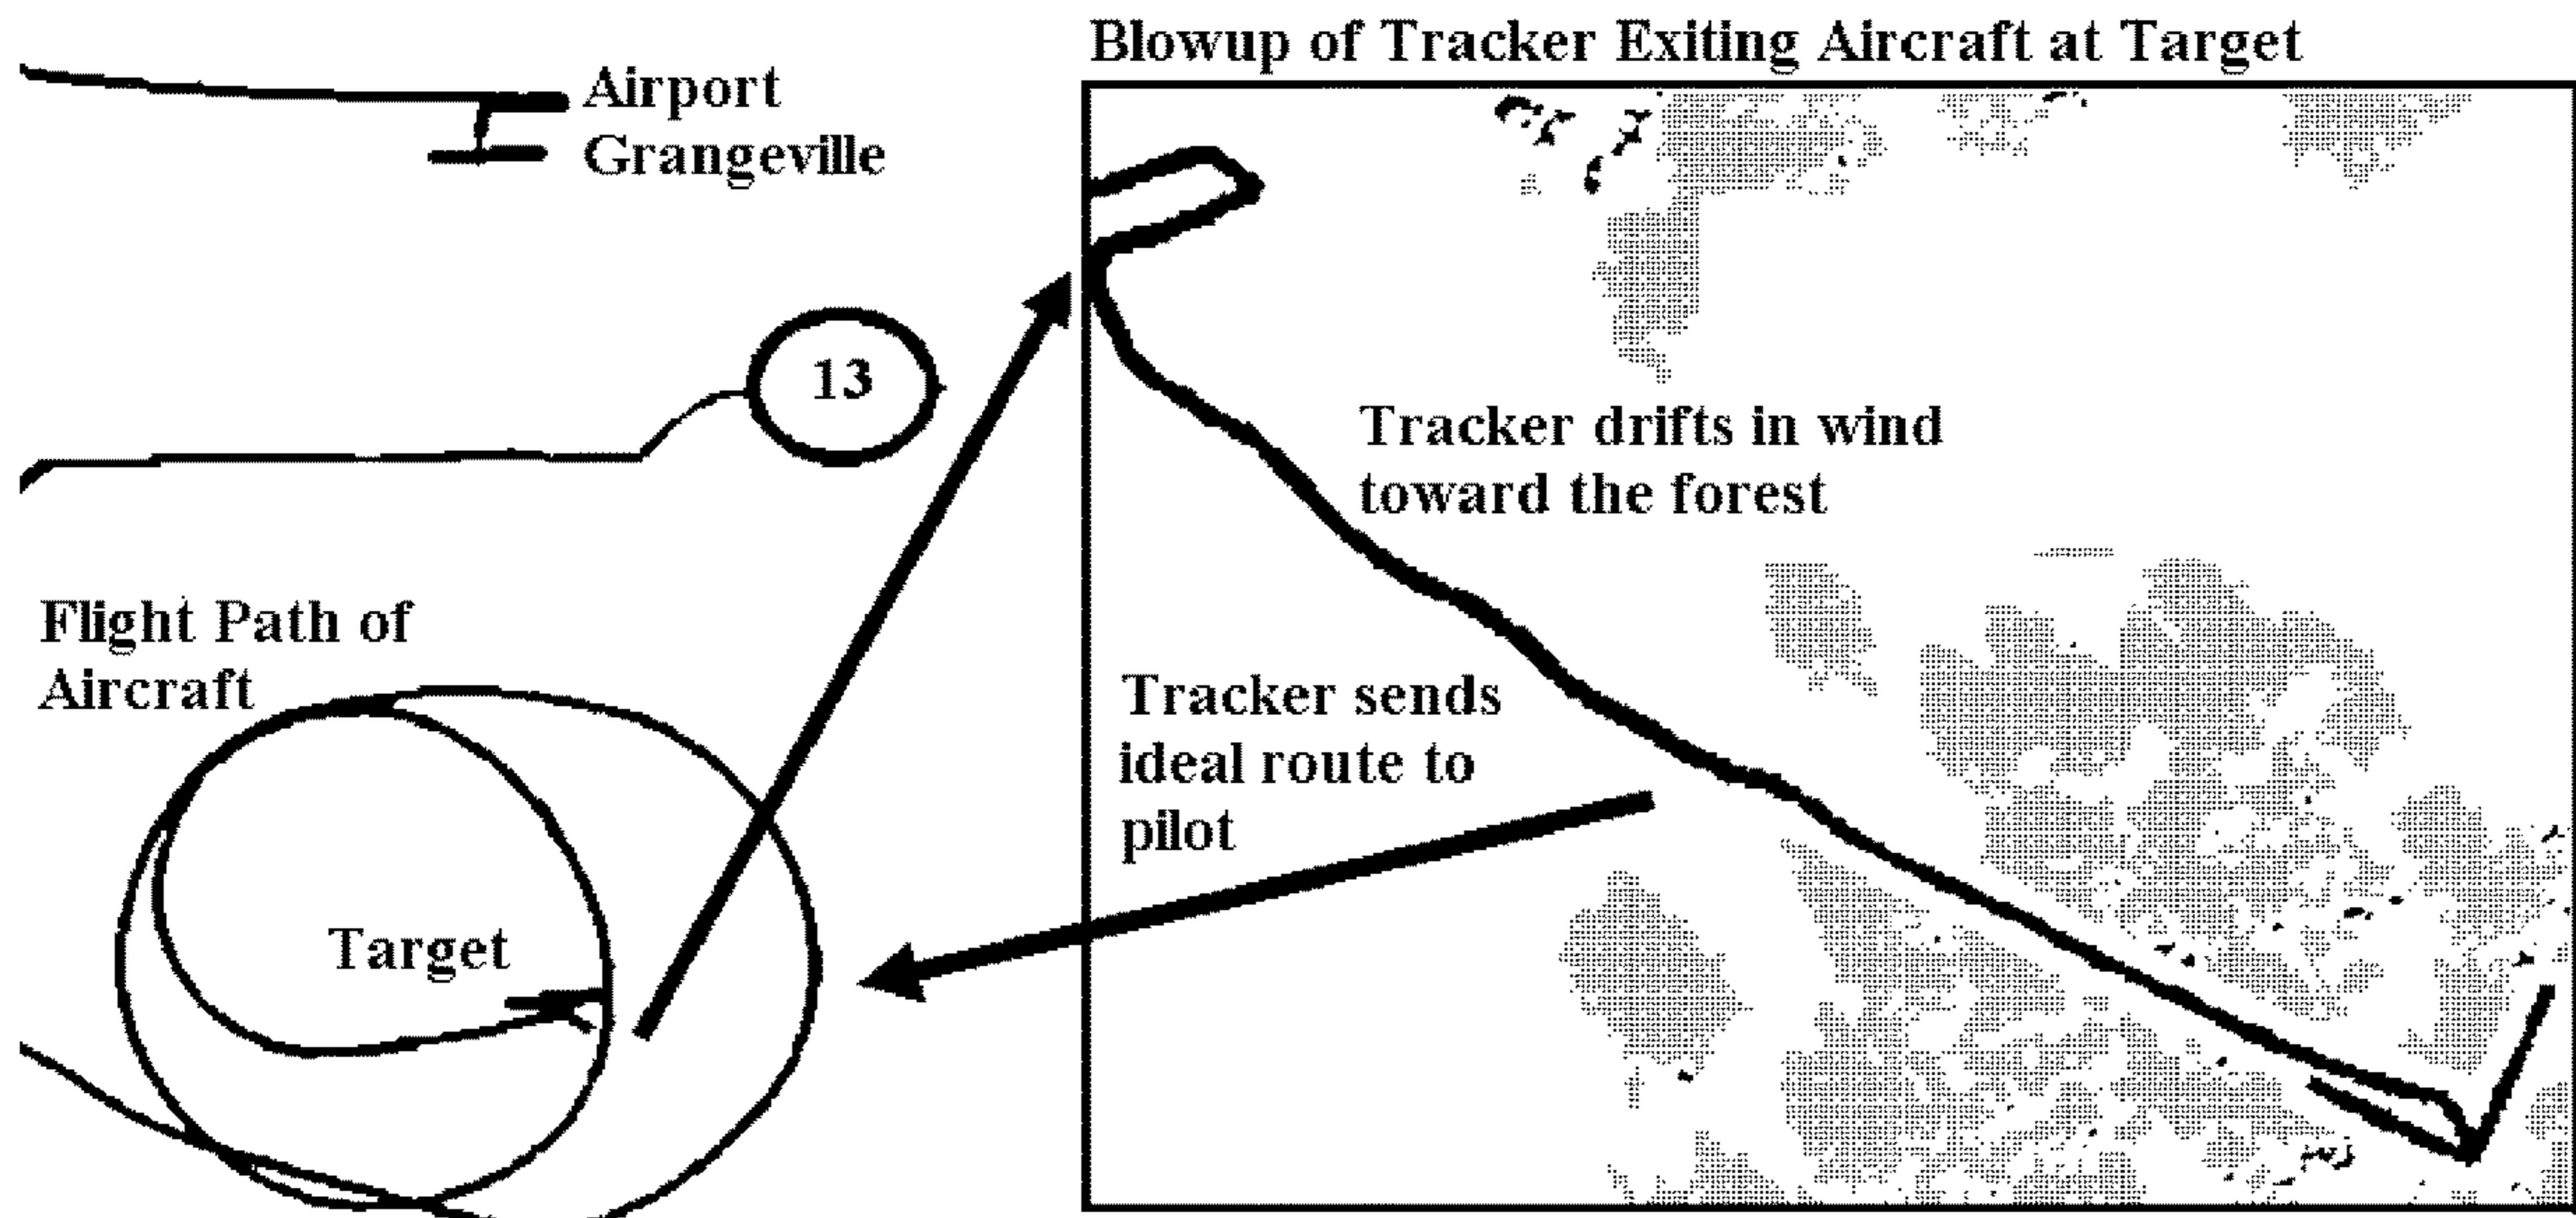 Blowup of Tracker Exiting Aircraft at Target
Airport
Grangeville
13
Tracker drifts in wind
toward the forest
Flight Path of
Aircraft
Tracker sends
ideal route to
pilot
Target